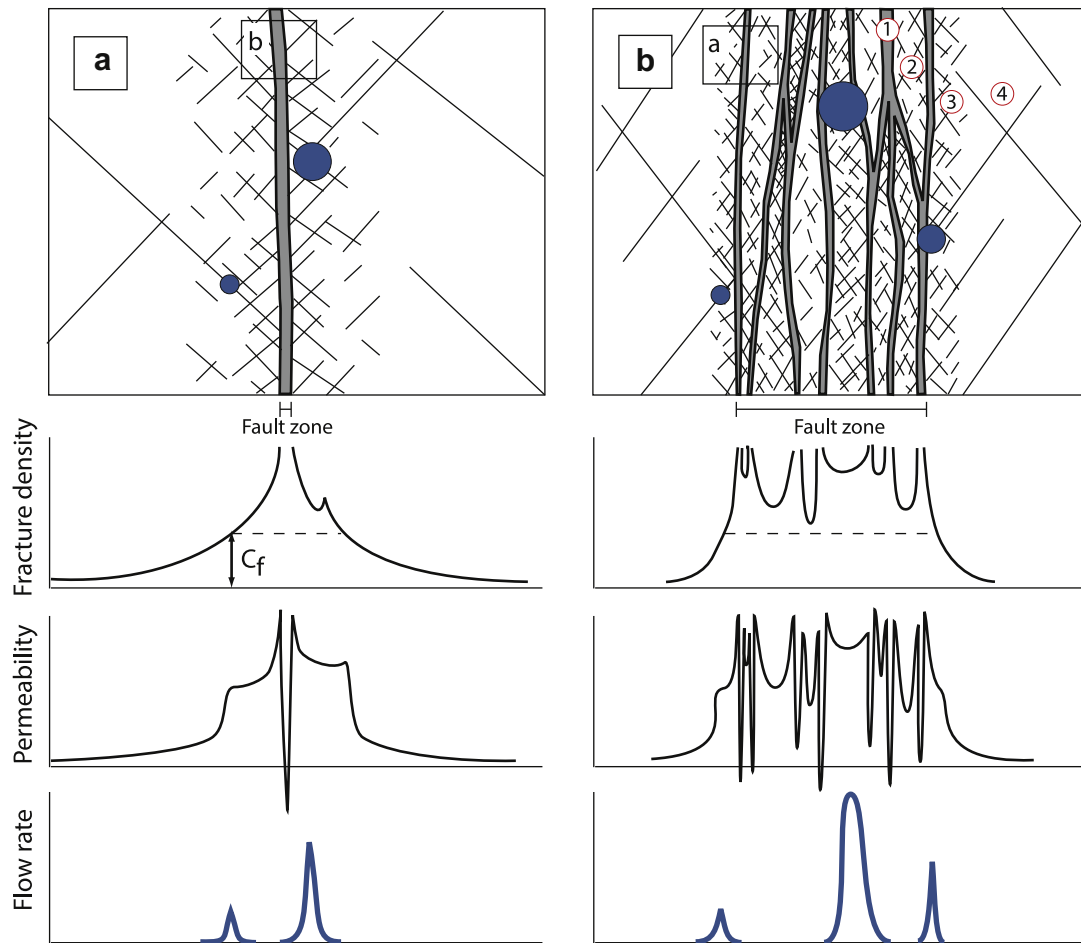 a
b
b
a
1
2
3
4
Fault zone
Fault zone
Fracture density
Cf
Permeability
Flow rate